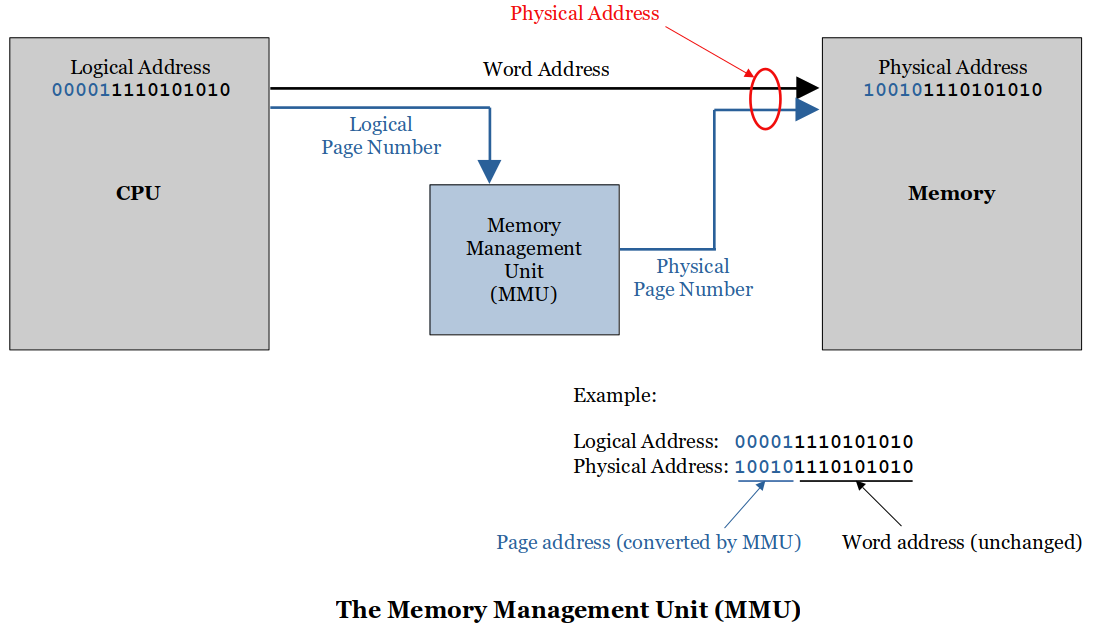 Physical Address
Logical Address
000011110101010
CPU
Word Address
Logical
Page Number
Memory
Management
Unit
(MMU)
Physical
Page Number
Physical Address
100101110101010
Memory
Example:
Logical Address: 000011110101010
Physical Address: 100101110101010
Page address (converted by MMU)
Word address (unchanged)
The Memory Management Unit (MMU)